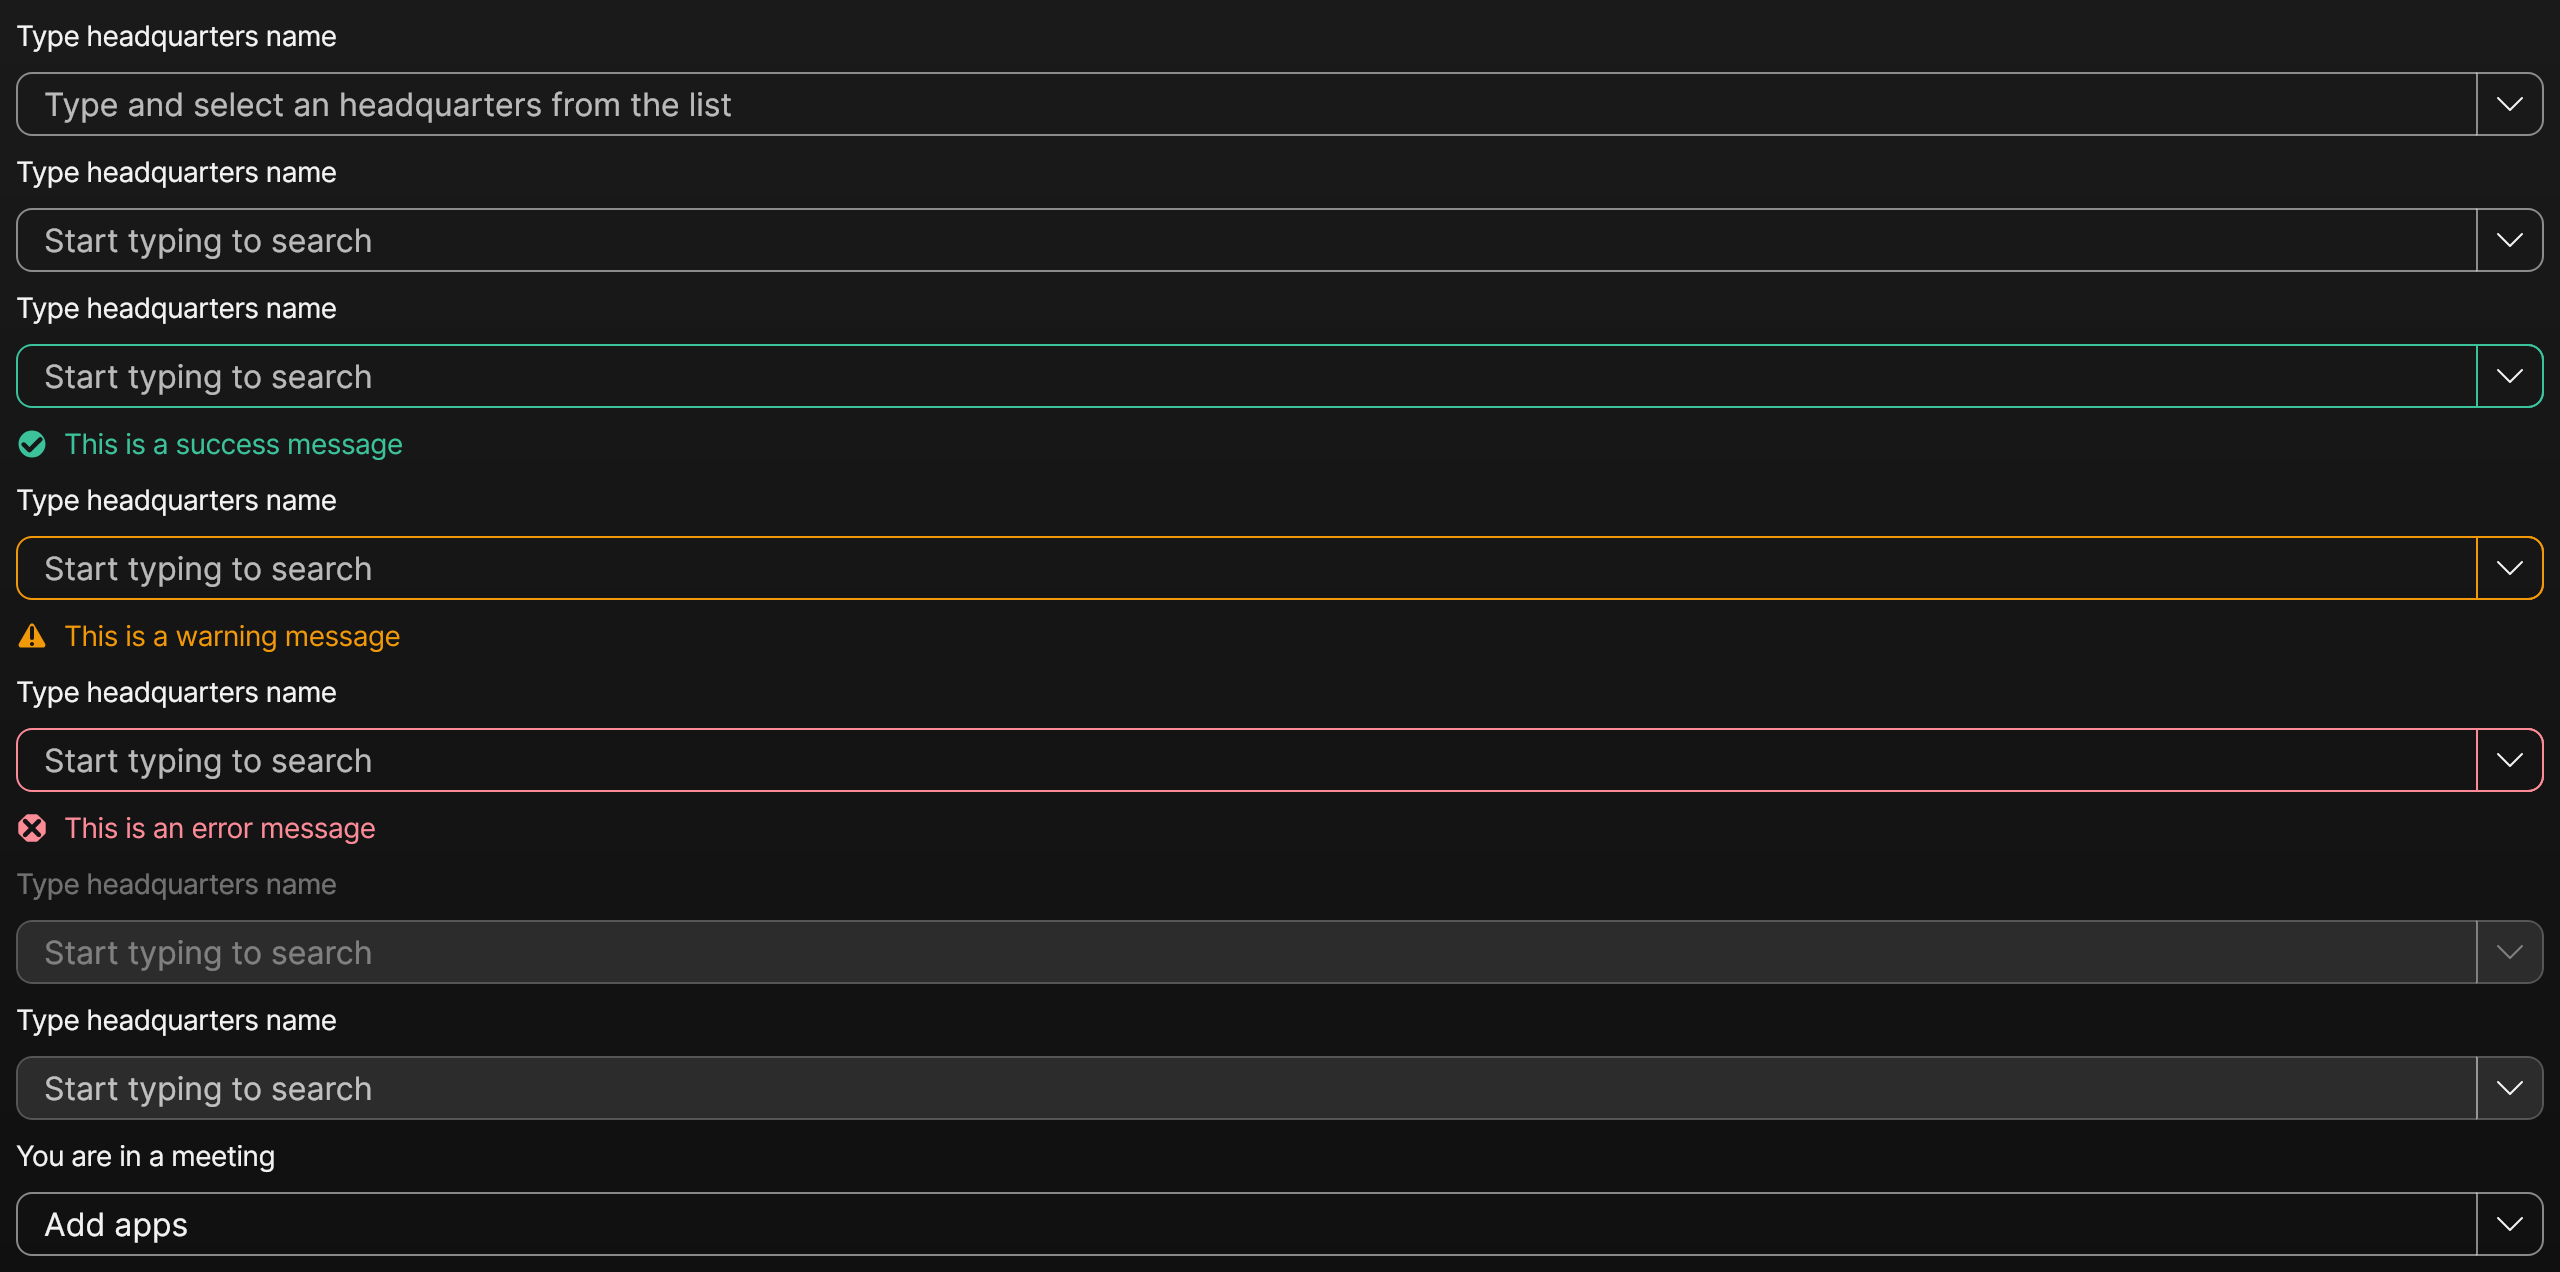 Type headquarters name
Type and select an headquarters from the list
Type headquarters name
Start typing to search
Type headquarters name
Start typing to search
This is a success message
Type headquarters name
Start typing to search
This is a warning message
Type headquarters name
Start typing to search
This is an error message
Type headquarters name
Start typing to search
Type headquarters name
Start typing to search
You are in a meeting
Add apps